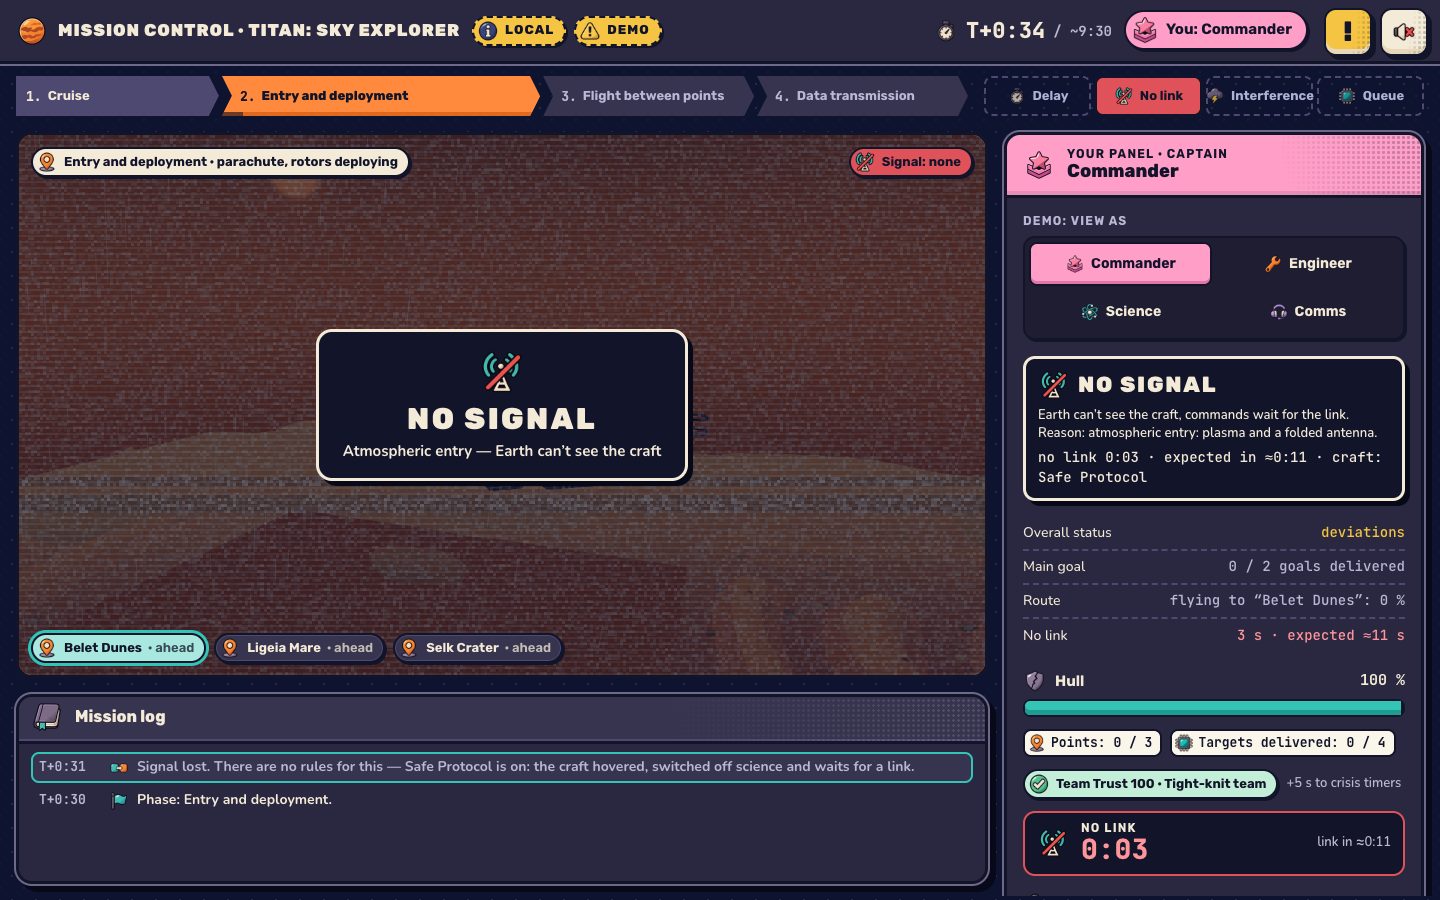 MISSION CONTROL · TITAN: SKY EXPLORER
LOCAL
DEMO
T+0:34 / ~9:30
You: Commander
!
1. Cruise
2. Entry and deployment
3. Flight between points
4. Data transmission
Delay
No link
Interference
Queue
Entry and deployment · parachute, rotors deploying
Signal: none
NO SIGNAL
Atmospheric entry — Earth can’t see the craft
Belet Dunes · ahead
Ligeia Mare · ahead
Selk Crater · ahead
Mission log
T+0:31 Signal lost. There are no rules for this — Safe Protocol is on: the craft hovered, switched off science and waits for a link.
T+0:30 Phase: Entry and deployment.
YOUR PANEL · CAPTAIN
Commander
DEMO: VIEW AS
Commander
Engineer
Science
Comms
NO SIGNAL
Earth can’t see the craft, commands wait for the link.
Reason: atmospheric entry: plasma and a folded antenna.
no link 0:03 · expected in ≈0:11 · craft:
Safe Protocol
Overall status deviations
Main goal 0 / 2 goals delivered
Route flying to “Belet Dunes”: 0 %
No link 3 s · expected ≈11 s
Hull 100 %
Points: 0 / 3
Targets delivered: 0 / 4
Team Trust 100 · Tight-knit team
+5 s to crisis timers
NO LINK
0:03
link in ≈0:11